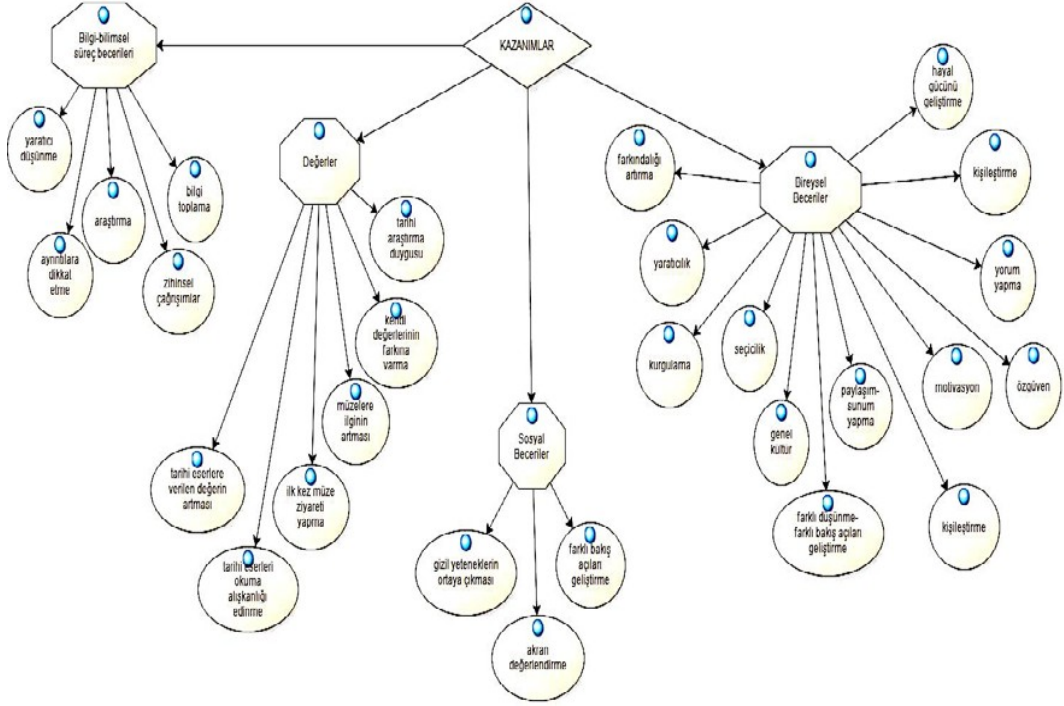 Bilgi-bilimsel
süreç becerileri
KAZANIMLAR
yaratıcı
düşünme
araştırma
bilgi
toplama
ayrıntılara
dikkat
etme
zihinsel
çağrışımlar
Değerler
tarihi
araştırma
duygusu
kendi
değerlerinin
farkına
varma
müzelere
ilginin
artması
tarihi eserlere
verilen değerin
artması
ilk kez müze
ziyareti
yapma
tarihi eserleri
okuma
alışkanlığı
edinme
Sosyal
Beceriler
gizil yeteneklerin
ortaya çıkması
farklı bakış
açıları
geliştirme
akran
değerlendirme
Bireysel
Beceriler
hayal
gücünü
geliştirme
farkındalığı
artırma
kişileştirme
yaratıcılık
yorum
yapma
kurgulama
seçicilik
genel
kültür
paylaşım-
sunum
yapma
motivasyon
özgüven
farklı düşünme-
farklı bakış açıları
geliştirme
kişileştirme